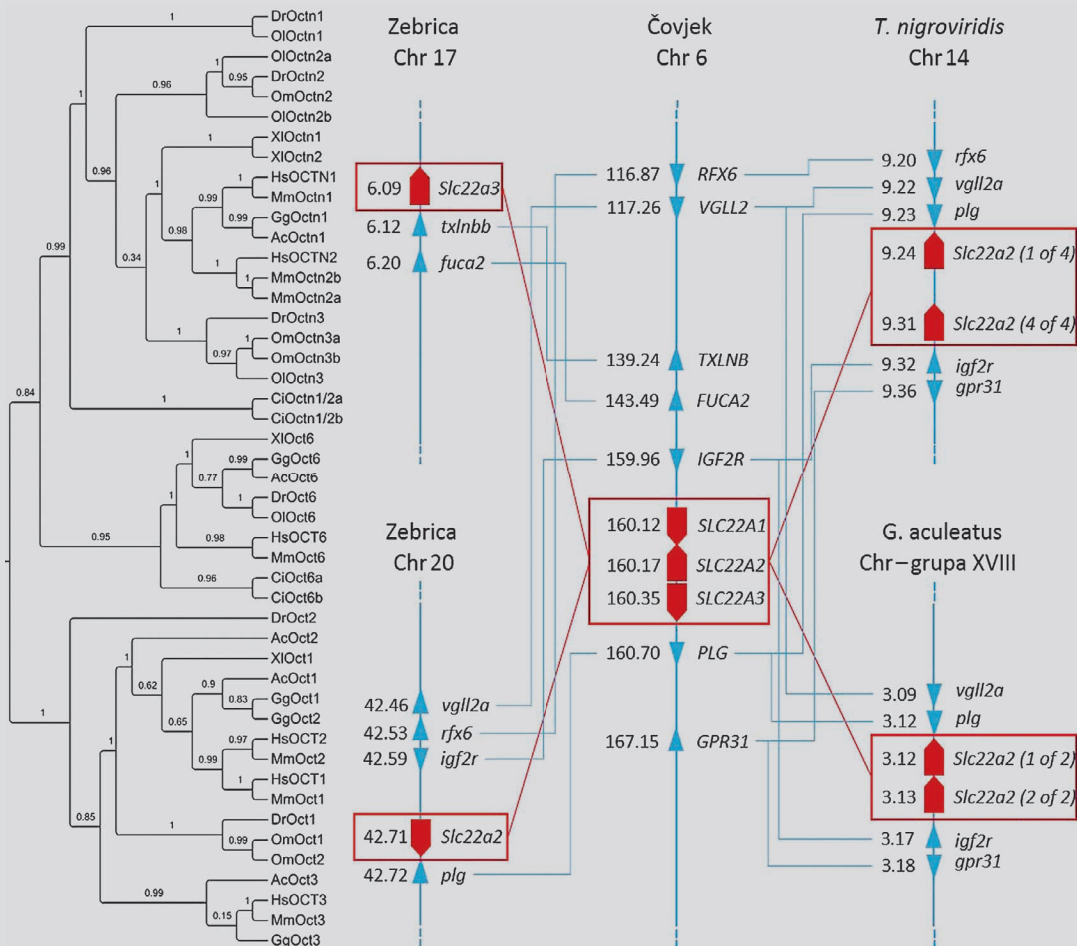 DrOctn1
OlOctn1
OlOctn2a
DrOctn2
OmOctn2
OlOctn2b
XlOctn1
XlOctn2
HsOCTN1
MmOctn1
GgOctn1
AcOctn1
HsOCTN2
MmOctn2b
MmOctn2a
DrOctn3
OmOctn3a
OmOctn3b
OlOctn3
CiOctn1/2a
CiOctn1/2b
XlOct6
GgOct6
AcOct6
DrOct6
OlOct6
HsOCT6
MmOct6
CiOct6a
CiOct6b
DrOct2
AcOct2
XlOct1
AcOct1
GgOct1
GgOct2
HsOCT2
MmOct2
HsOCT1
MmOct1
DrOct1
OmOct1
OmOct2
AcOct3
HsOCT3
MmOct3
GgOct3
1
1
0.96
1
0.95
1
0.96
1
1
0.99
0.99
0.98
1
0.99
0.34
1
0.97
1
0.84
1
0.99
0.77
1
1
0.98
0.95
0.96
1
1
0.62
0.9
0.83
0.65
0.97
0.99
1
0.85
1
0.99
0.99
1
0.15
Zebrica
Chr 17
6.09 Slc22a3
6.12 txlnbb
6.20 fuca2
Zebrica
Chr 20
42.46 vgll2a
42.53 rfx6
42.59 igf2r
42.71 Slc22a2
42.72 plg
Čovjek
Chr 6
116.87 RFX6
117.26 VGLL2
139.24 TXLNB
143.49 FUCA2
159.96 IGF2R
160.12 SLC22A1
160.17 SLC22A2
160.35 SLC22A3
160.70 PLG
167.15 GPR31
T. nigroviridis
Chr 14
9.20 rfx6
9.22 vgll2a
9.23 plg
9.24 Slc22a2 (1 of 4)
9.31 Slc22a2 (4 of 4)
9.32 igf2r
9.36 gpr31
G. aculeatus
Chr–grupa XVIII
3.09 vgll2a
3.12 plg
3.12 Slc22a2 (1 of 2)
3.13 Slc22a2 (2 of 2)
3.17 igf2r
3.18 gpr31